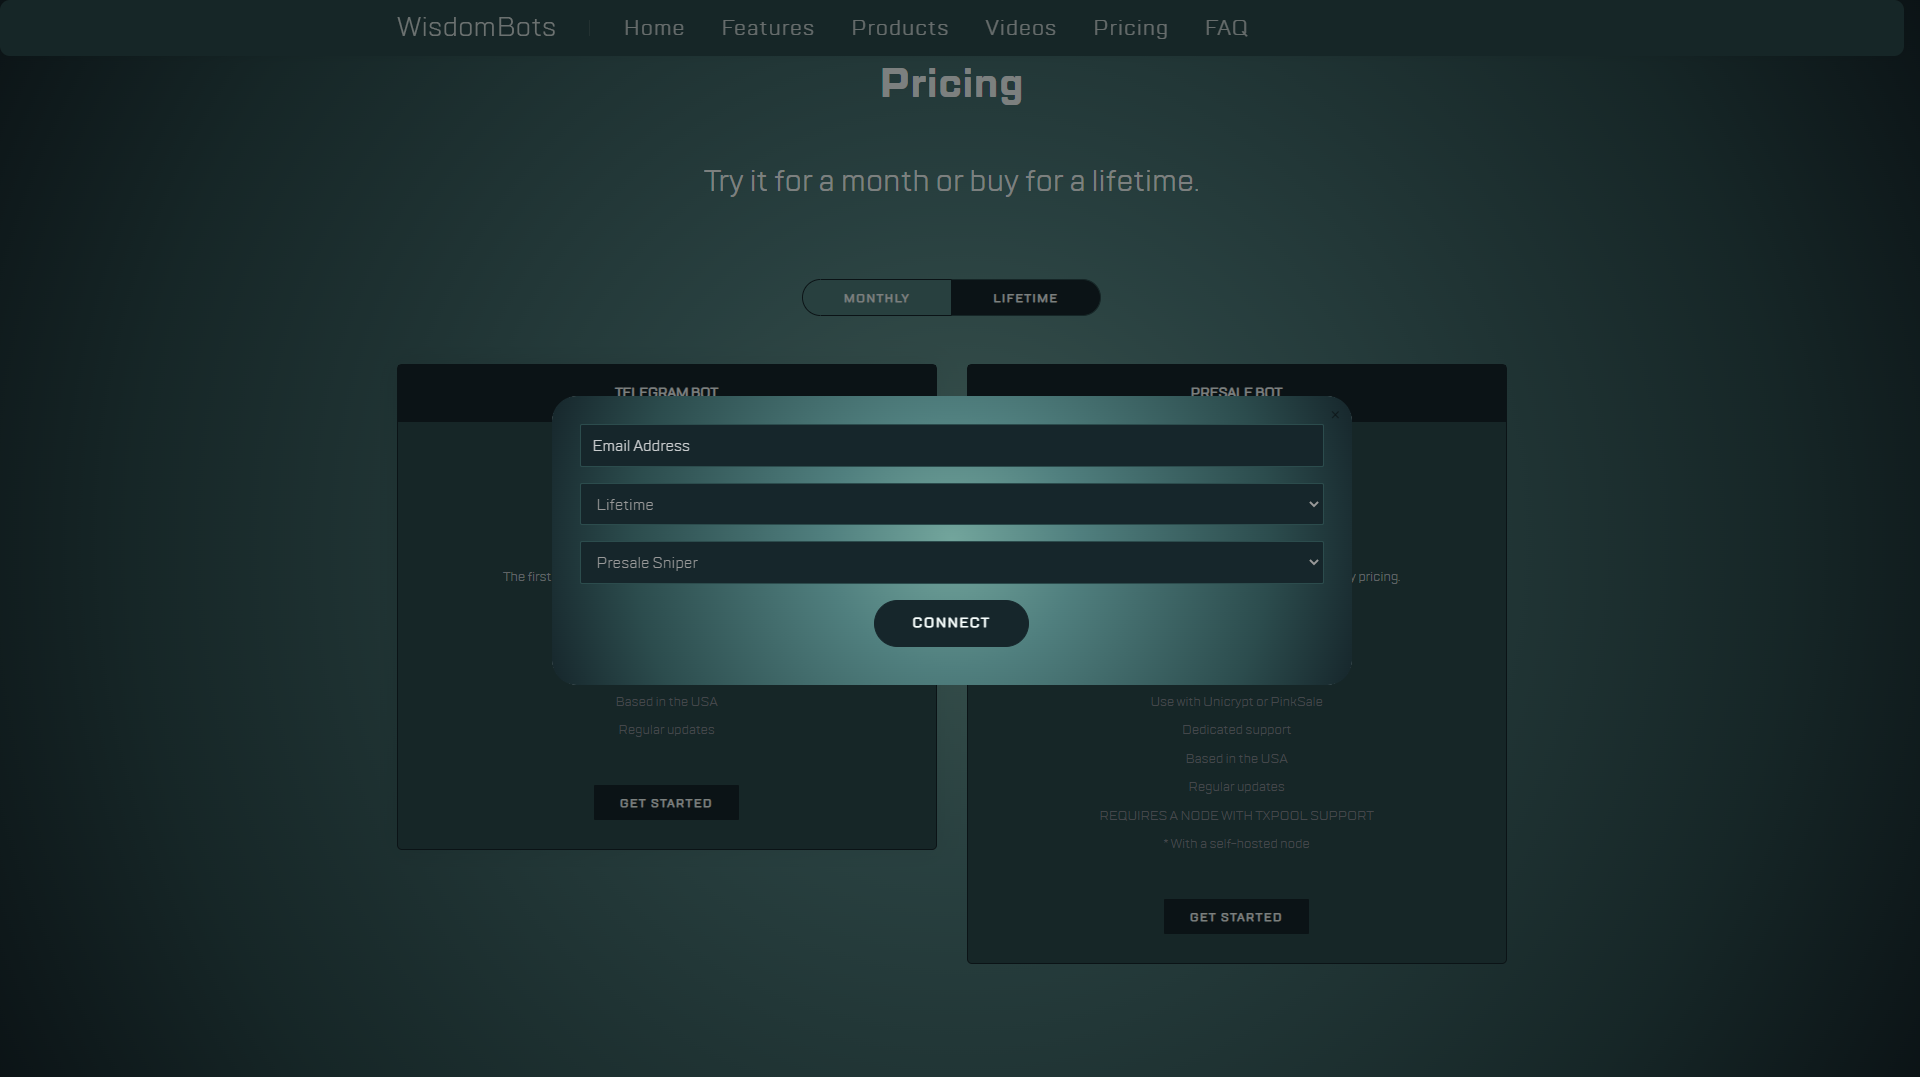 WisdomBots | Home Features Products Videos Pricing FAQ
Pricing
Try it for a month or buy for a lifetime.
MONTHLY LIFETIME
TELEGRAM BOT
PRESALE BOT
×
Email Address
Lifetime
Presale Sniper
CONNECT
The first
y pricing.
Based in the USA
Regular updates
GET STARTED
Use with Unicrypt or PinkSale
Dedicated support
Based in the USA
Regular updates
REQUIRES A NODE WITH TXPOOL SUPPORT
* With a self-hosted node
GET STARTED